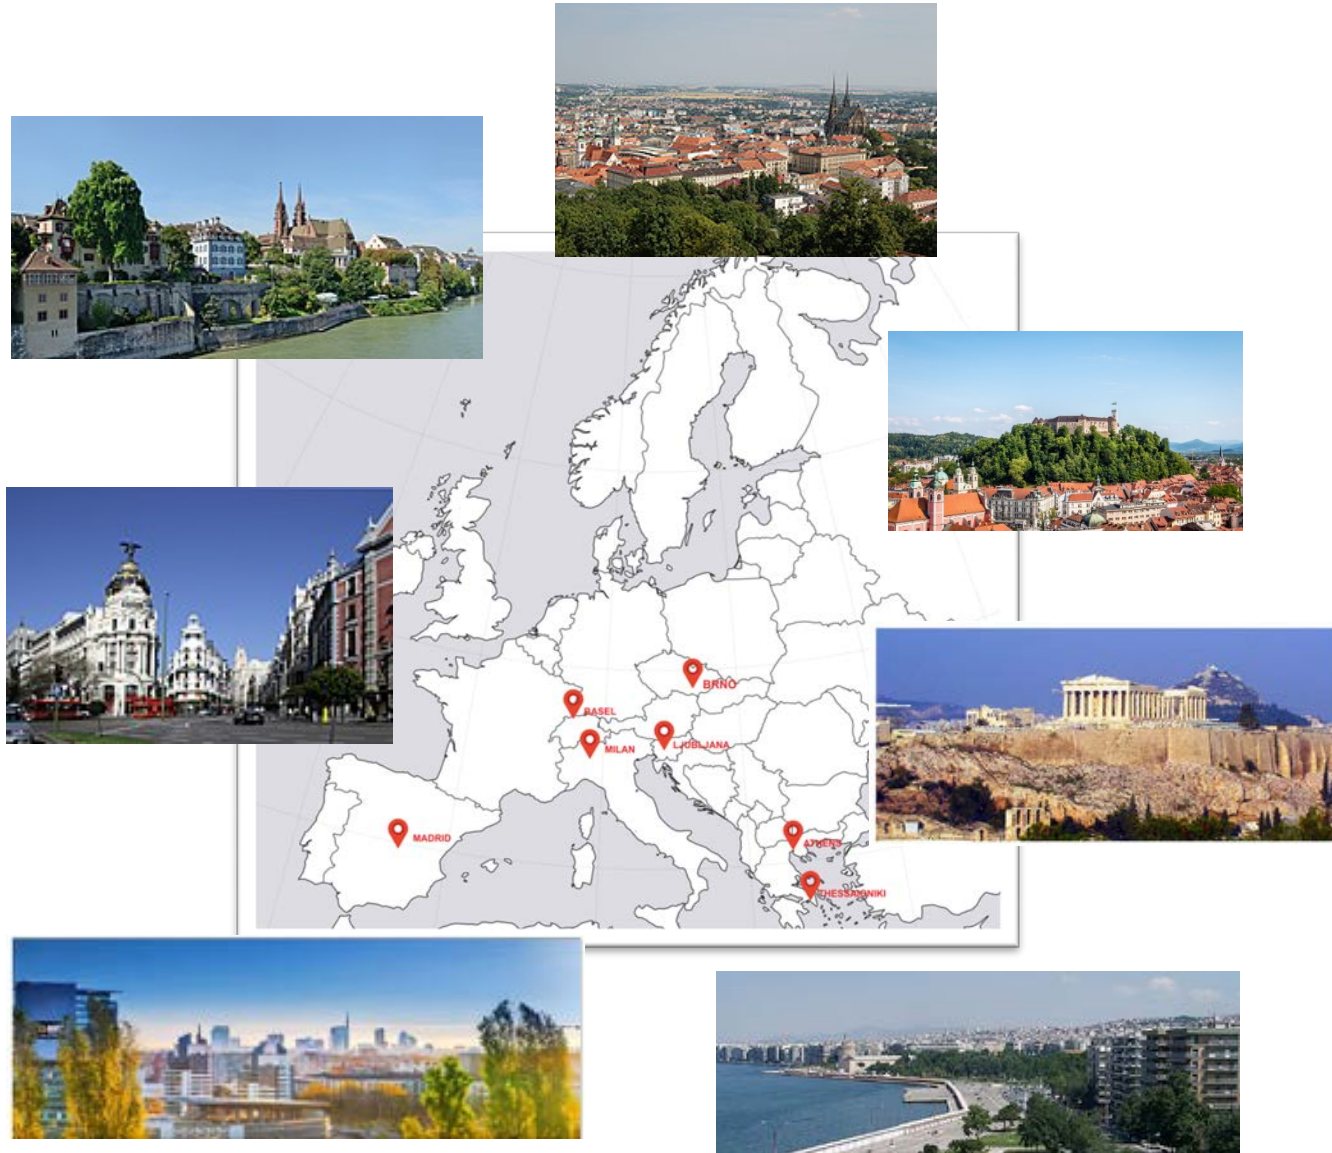 BRNO
BASEL
MILAN
LJUBLJANA
MADRID
ATHENS
THESSALONIKI